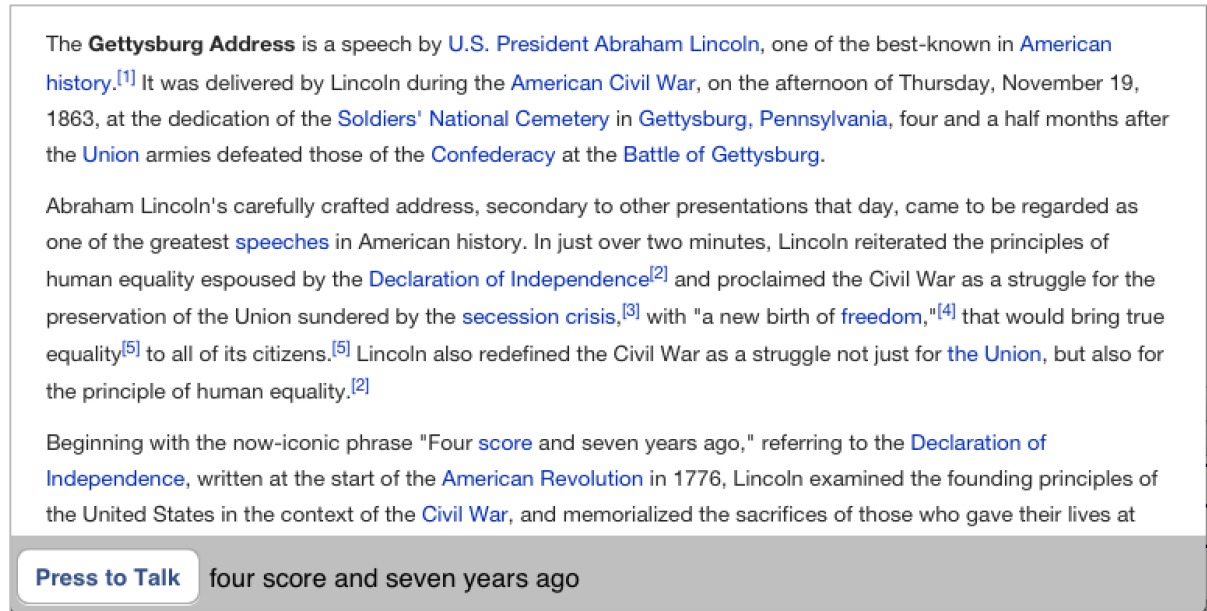 The Gettysburg Address is a speech by U.S. President Abraham Lincoln, one of the best-known in American
history.[1] It was delivered by Lincoln during the American Civil War, on the afternoon of Thursday, November 19,
1863, at the dedication of the Soldiers' National Cemetery in Gettysburg, Pennsylvania, four and a half months after
the Union armies defeated those of the Confederacy at the Battle of Gettysburg.
Abraham Lincoln's carefully crafted address, secondary to other presentations that day, came to be regarded as
one of the greatest speeches in American history. In just over two minutes, Lincoln reiterated the principles of
human equality espoused by the Declaration of Independence[2] and proclaimed the Civil War as a struggle for the
preservation of the Union sundered by the secession crisis,[3] with "a new birth of freedom,"[4] that would bring true
equality[5] to all of its citizens.[5] Lincoln also redefined the Civil War as a struggle not just for the Union, but also for
the principle of human equality.[2]
Beginning with the now-iconic phrase "Four score and seven years ago," referring to the Declaration of
Independence, written at the start of the American Revolution in 1776, Lincoln examined the founding principles of
the United States in the context of the Civil War, and memorialized the sacrifices of those who gave their lives at
Press to Talk four score and seven years ago